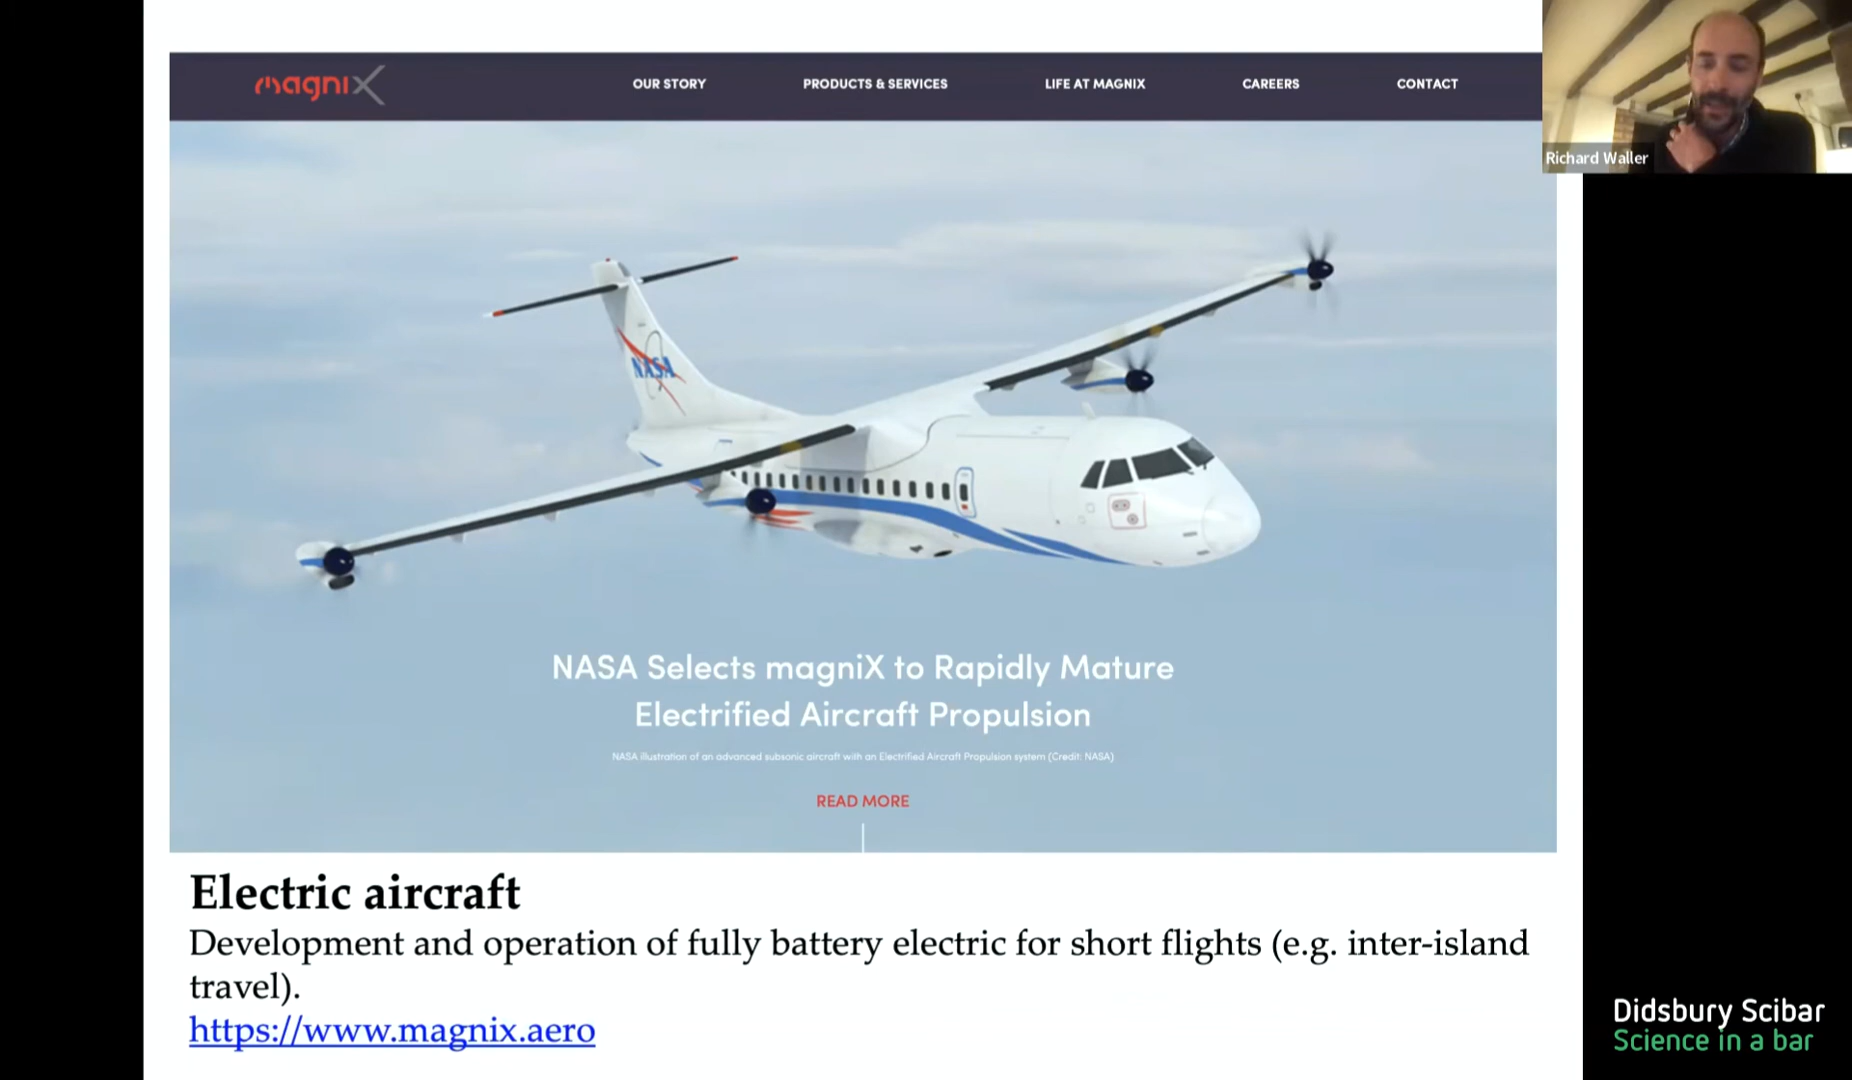 magniX
OUR STORY
PRODUCTS & SERVICES
LIFE AT MAGNIX
CAREERS
CONTACT
Richard Waller
NASA
NASA Selects magniX to Rapidly Mature
Electrified Aircraft Propulsion
NASA illustration of an advanced subsonic aircraft with an Electrified Aircraft Propulsion system (Credit: NASA)
READ MORE
Electric aircraft
Development and operation of fully battery electric for short flights (e.g. inter-island
travel).
https://www.magnix.aero
Didsbury Scibar
Science in a bar